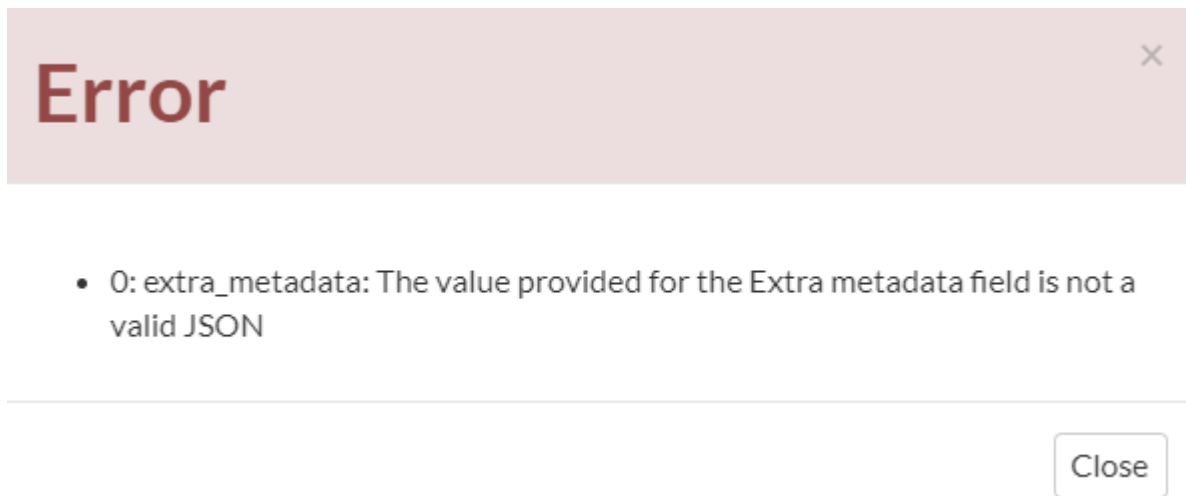 Error
×
• 0: extra_metadata: The value provided for the Extra metadata field is not a
valid JSON
Close